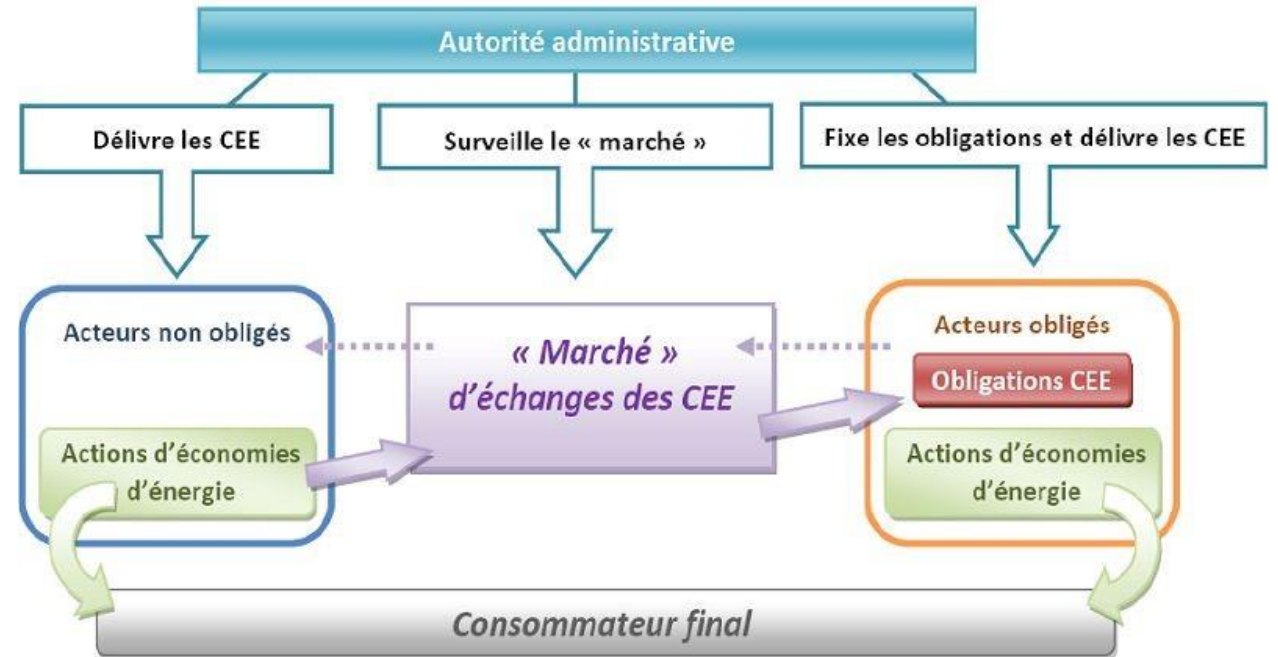 Autorité administrative
Délivre les CEE
Surveille le « marché »
Fixe les obligations et délivre les CEE
Acteurs non obligés
« Marché »
d’échanges des CEE
Acteurs obligés
Obligations CEE
Actions d’économies
d’énergie
Actions d’économies
d’énergie
Consommateur final